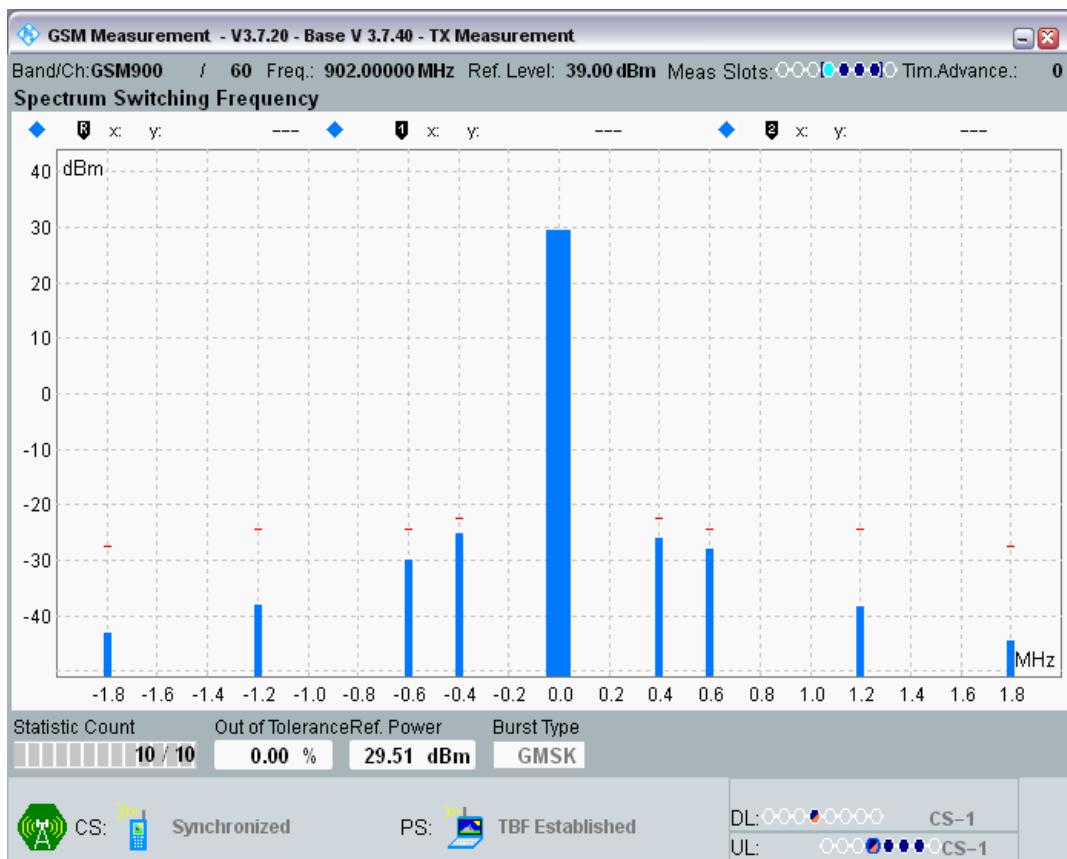 GSM Measurement - V3.7.20 - Base V 3.7.40 - TX Measurement
Band/Ch:GSM900 / 60 Freq.: 902.00000 MHz Ref. Level: 39.00 dBm Meas Slots: Tim.Advance.: 0
Spectrum Switching Frequency
R x: y: --- 1 x: y: --- 2 x: y: ---
dBm
40
30
20
10
0
-10
-20
-30
-40
MHz
-1.8 -1.6 -1.4 -1.2 -1.0 -0.8 -0.6 -0.4 -0.2 0.0 0.2 0.4 0.6 0.8 1.0 1.2 1.4 1.6 1.8
Statistic Count Out of Tolerance Ref. Power Burst Type
10 / 10 0.00 % 29.51 dBm GMSK
CS: Synchronized PS: TBF Established
DL: CS-1
UL: CS-1